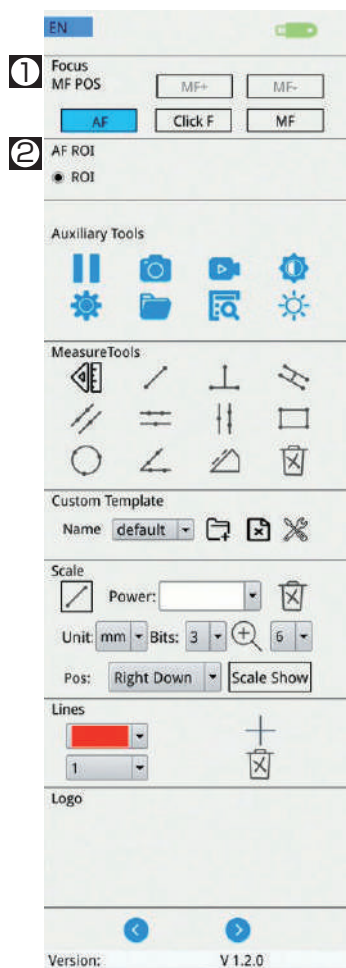 EN
1 Focus
MF POS MF+ MF-
AF Click F MF
2 AF ROI
ROI
Auxiliary Tools
MeasureTools
Custom Template
Name default
Scale
Power:
Unit: mm Bits: 3 6
Pos: Right Down Scale Show
Lines
1
Logo
Version: V 1.2.0